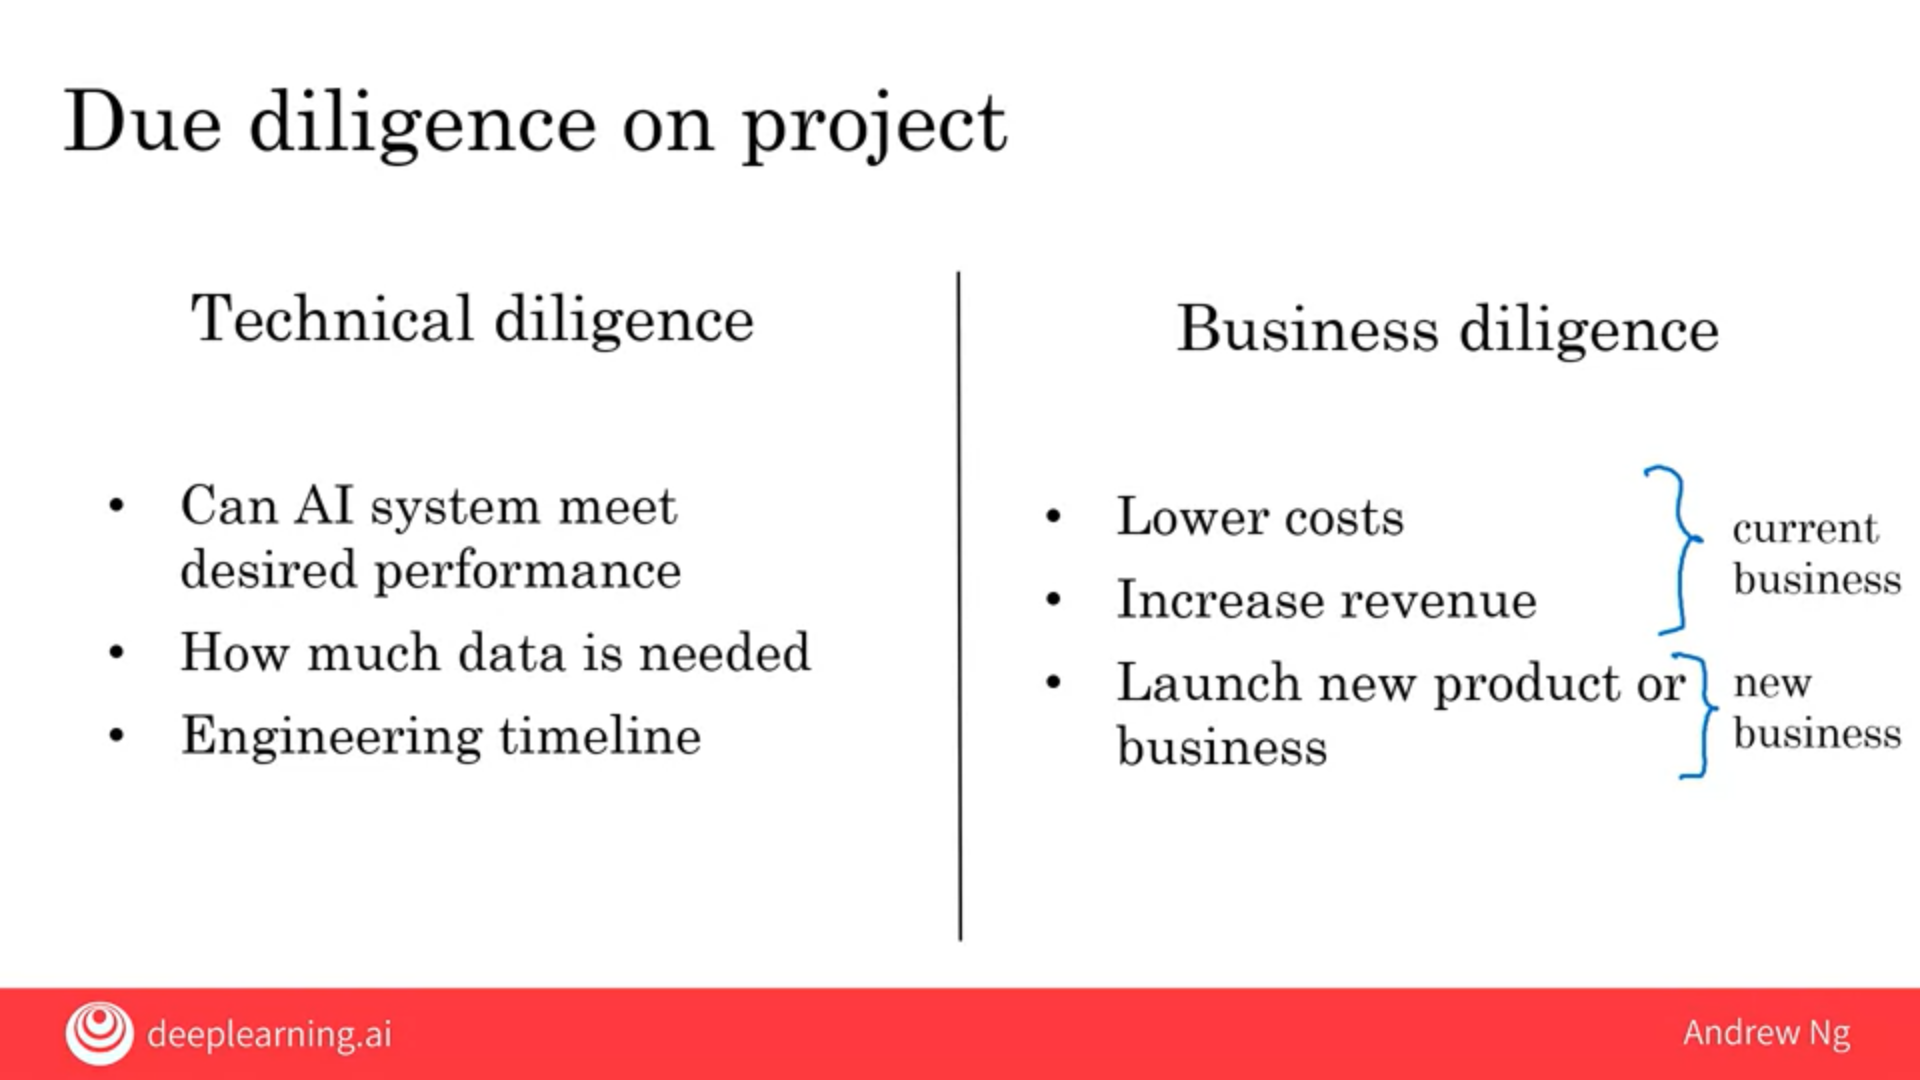 Due diligence on project
Technical diligence
• Can AI system meet
desired performance
• How much data is needed
• Engineering timeline
Business diligence
• Lower costs
• Increase revenue
• Launch new product or
business
current
business
new
business
deeplearning.ai
Andrew Ng